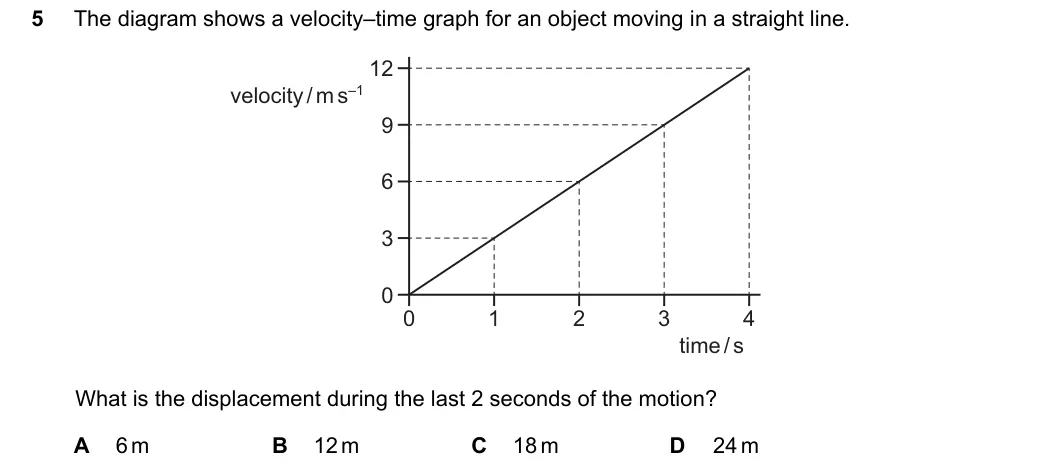 5 The diagram shows a velocity–time graph for an object moving in a straight line.
12
velocity / m s⁻¹
9
6
3
0
0 1 2 3 4
time / s
What is the displacement during the last 2 seconds of the motion?
A 6 m B 12 m C 18 m D 24 m